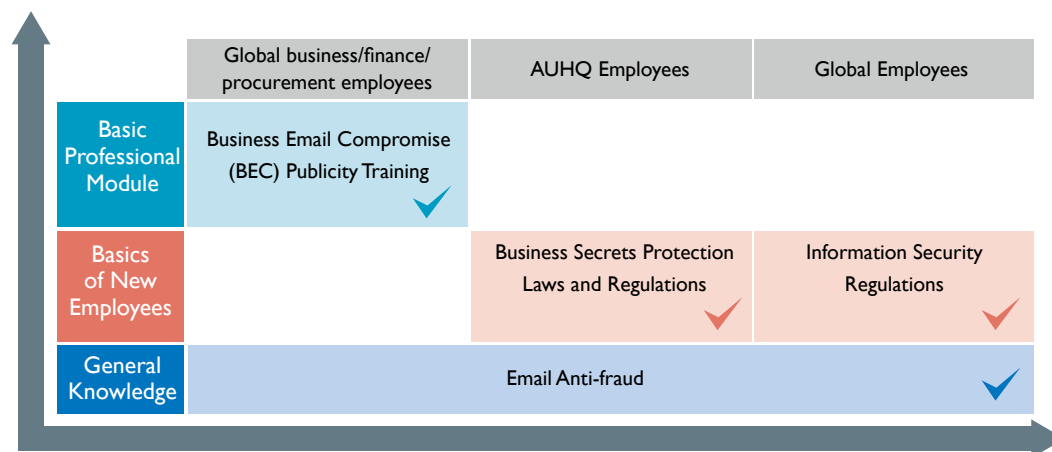 Global business/finance/
procurement employees
AUHQ Employees
Global Employees
Basic
Professional
Module
Business Email Compromise
(BEC) Publicity Training
Basics
of New
Employees
Business Secrets Protection
Laws and Regulations
Information Security
Regulations
General
Knowledge
Email Anti-fraud